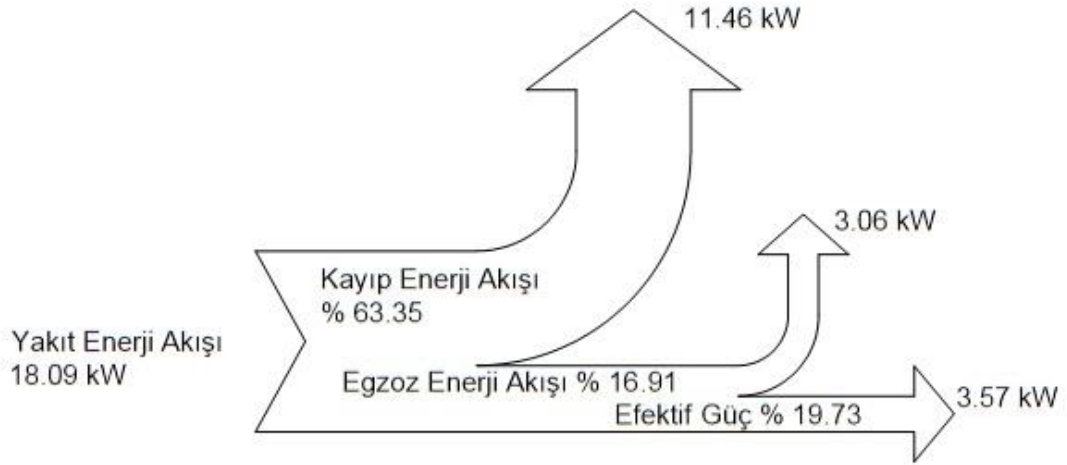 11.46 kW
3.06 kW
Kayıp Enerji Akışı
% 63.35
Yakıt Enerji Akışı
18.09 kW
Egzoz Enerji Akışı % 16.91
Efektif Güç % 19.73
3.57 kW